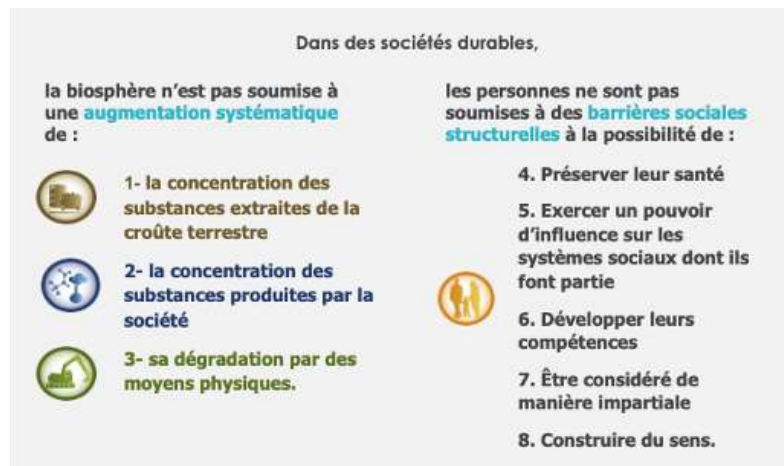 Dans des sociétés durables,
la biosphère n'est pas soumise à
une augmentation systématique
de :
1- la concentration des
substances extraites de la
croûte terrestre
2- la concentration des
substances produites par la
société
3- sa dégradation par des
moyens physiques.
les personnes ne sont pas
soumises à des barrières sociales
structurelles à la possibilité de :
4. Préserver leur santé
5. Exercer un pouvoir
d'influence sur les
systèmes sociaux dont ils
font partie
6. Développer leurs
compétences
7. Être considéré de
manière impartiale
8. Construire du sens.